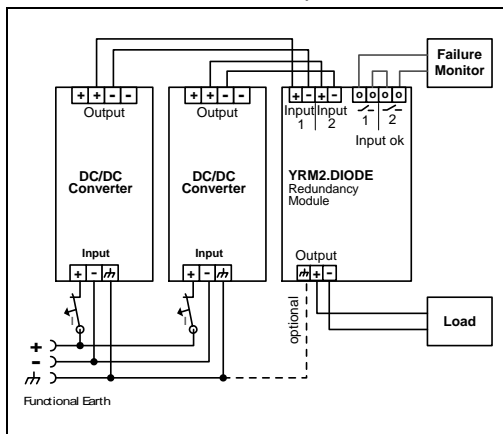 Failure
Monitor
+ + - -
Output
+ + - -
Output
+ - + -
Input Input
1 2
o o o o
1 2
Input ok
DC/DC
Converter
DC/DC
Converter
YRM2.DIODE
Redundancy
Module
Input
+ -
Input
+ -
Output
+ -
I
I
optional
Load
+
-
Functional Earth